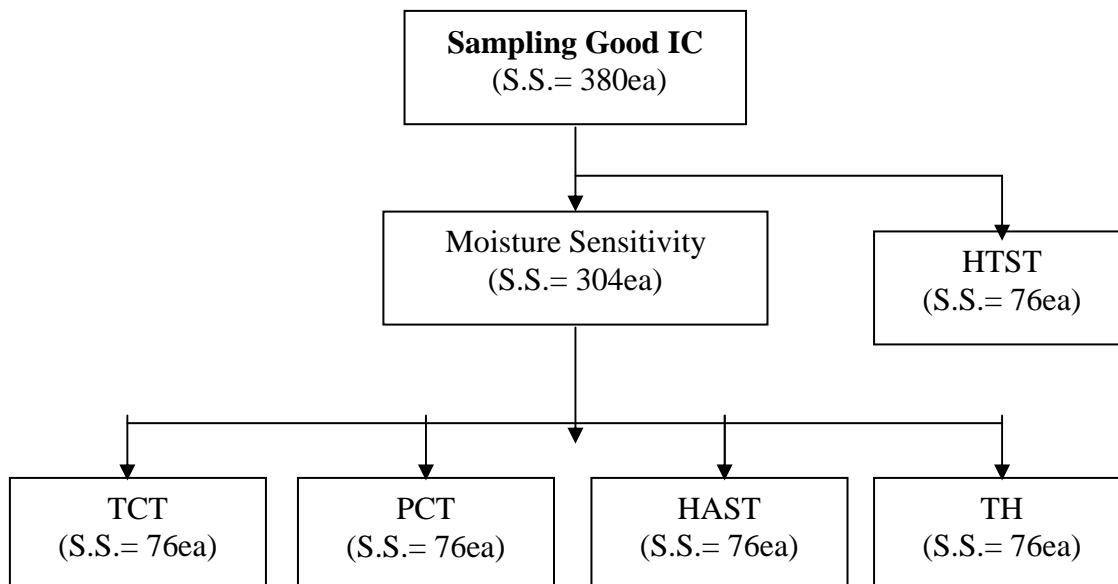 Sampling Good IC
(S.S.= 380ea)
Moisture Sensitivity
(S.S.= 304ea)
HTST
(S.S.= 76ea)
TCT
(S.S.= 76ea)
PCT
(S.S.= 76ea)
HAST
(S.S.= 76ea)
TH
(S.S.= 76ea)